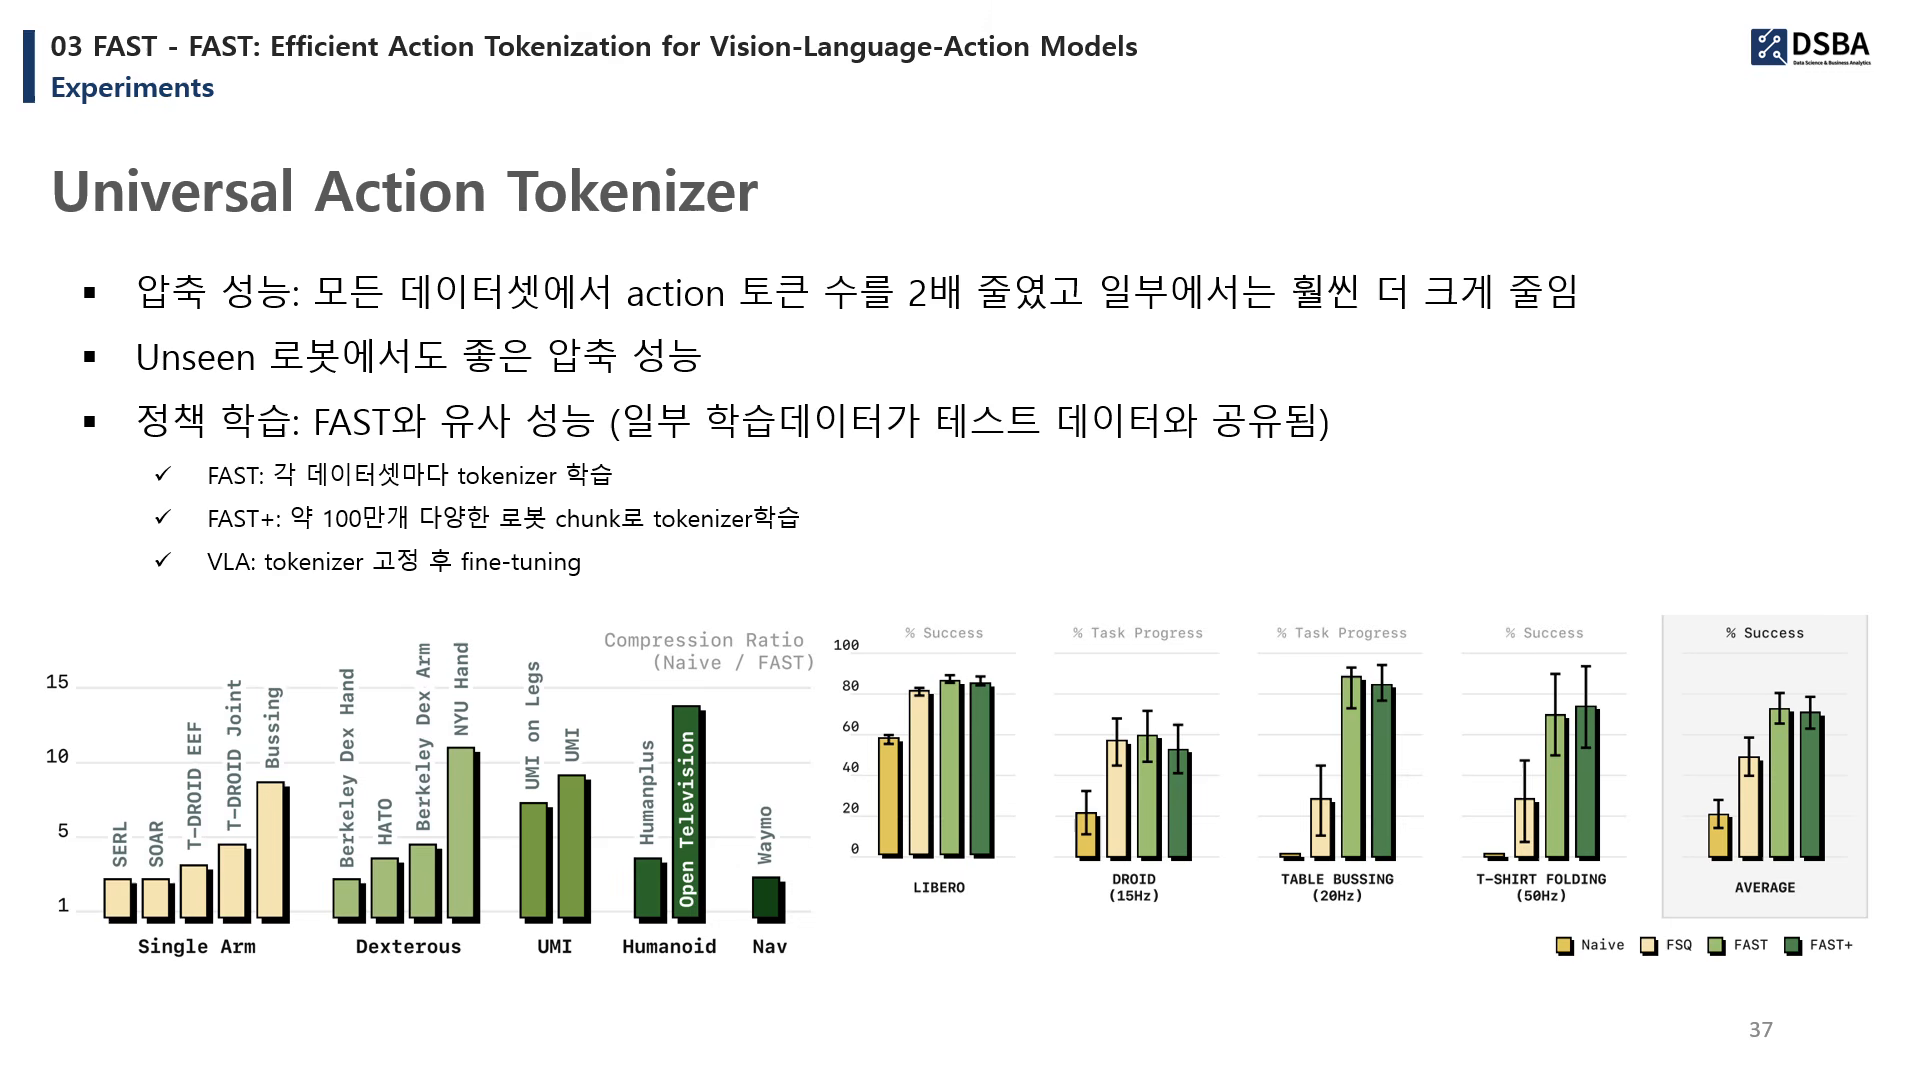 03 FAST - FAST: Efficient Action Tokenization for Vision-Language-Action Models
Experiments
DSBA
Data Science & Business Analytics
Universal Action Tokenizer
▪ 압축 성능: 모든 데이터셋에서 action 토큰 수를 2배 줄였고 일부에서는 훨씬 더 크게 줄임
▪ Unseen 로봇에서도 좋은 압축 성능
▪ 정책 학습: FAST와 유사 성능 (일부 학습데이터가 테스트 데이터와 공유됨)
✓ FAST: 각 데이터셋마다 tokenizer 학습
✓ FAST+: 약 100만개 다양한 로봇 chunk로 tokenizer학습
✓ VLA: tokenizer 고정 후 fine-tuning
Compression Ratio
(Naive / FAST)
15
10
5
1
SERL
SOAR
T-DROID EEF
T-DROID Joint
Bussing
Berkeley Dex Hand
HATO
Berkeley Dex Arm
NYU Hand
UMI on Legs
UMI
Humanplus
Open Television
Waymo
Single Arm
Dexterous
UMI
Humanoid
Nav
100
80
60
40
20
0
% Success
LIBERO
% Task Progress
DROID
(15Hz)
% Task Progress
TABLE BUSSING
(20Hz)
% Success
T-SHIRT FOLDING
(50Hz)
% Success
AVERAGE
Naive FSQ FAST FAST+
37